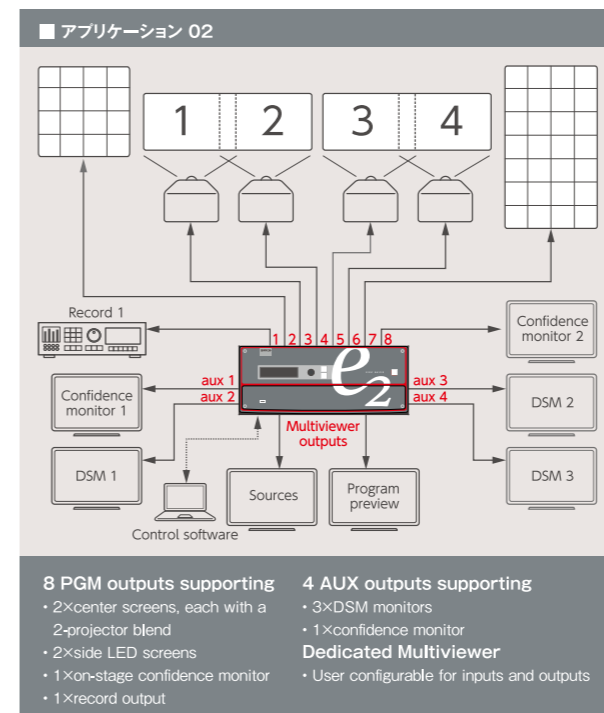 ■ アプリケーション 02
1 2 3 4
Record 1
1 2 3 4 5 6 7 8
Confidence
monitor 2
e2
aux 1
aux 2
aux 3
aux 4
Confidence
monitor 1
DSM 2
Multiviewer
outputs
DSM 1
Sources
Program
preview
DSM 3
Control software
8 PGM outputs supporting
・2×center screens, each with a
2-projector blend
・2×side LED screens
・1×on-stage confidence monitor
・1×record output
4 AUX outputs supporting
・3×DSM monitors
・1×confidence monitor
Dedicated Multiviewer
・User configurable for inputs and outputs